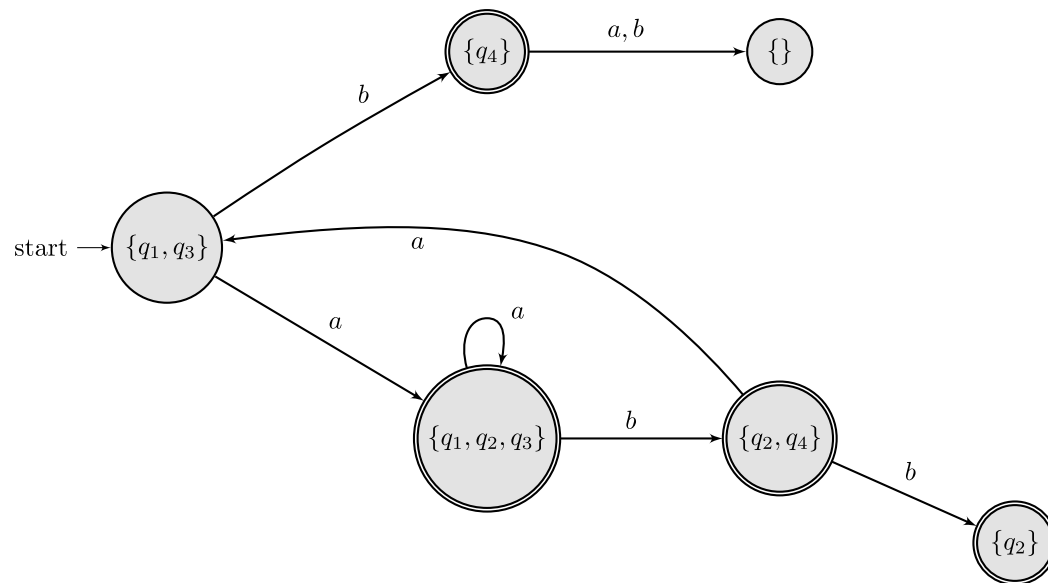 {q₄}
a, b
{}
b
start
{q₁, q₃}
a
a
a
{q₁, q₂, q₃}
b
{q₂, q₄}
b
{q₂}